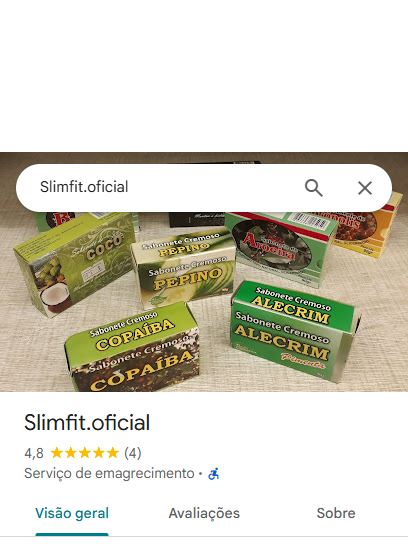 Slimfit.oficial
COCO
Sabonete Cremoso
PEPINO
Sabonete Cremoso
PEPINO
Aroeira
Sabonete Cremoso
COPAÍBA
Sabonete Cremoso
COPAÍBA
Sabonete Cremoso
ALECRIM
Sabonete Cremoso
ALECRIM
Pimenta
Slimfit.oficial
4,8 (4)
Serviço de emagrecimento ·
Visão geral
Avaliações
Sobre